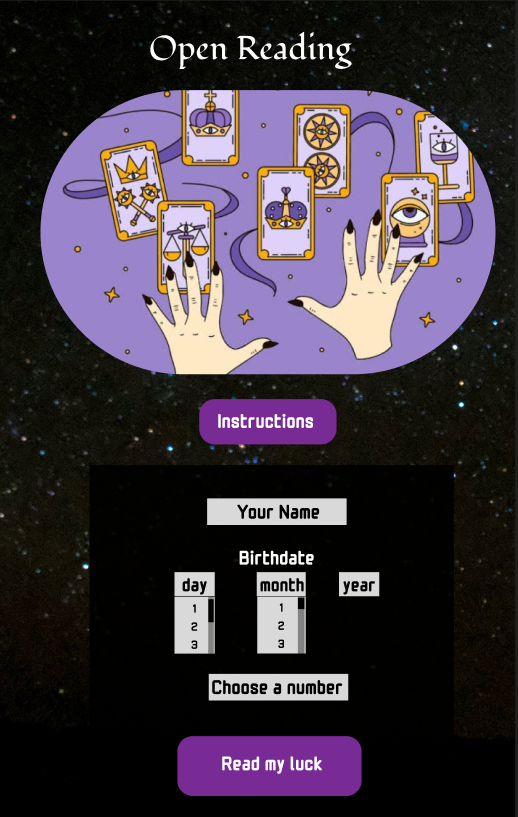 Open Reading
Instructions
Your Name
Birthdate
day month year
1 1
2 2
3 3
Choose a number
Read my luck